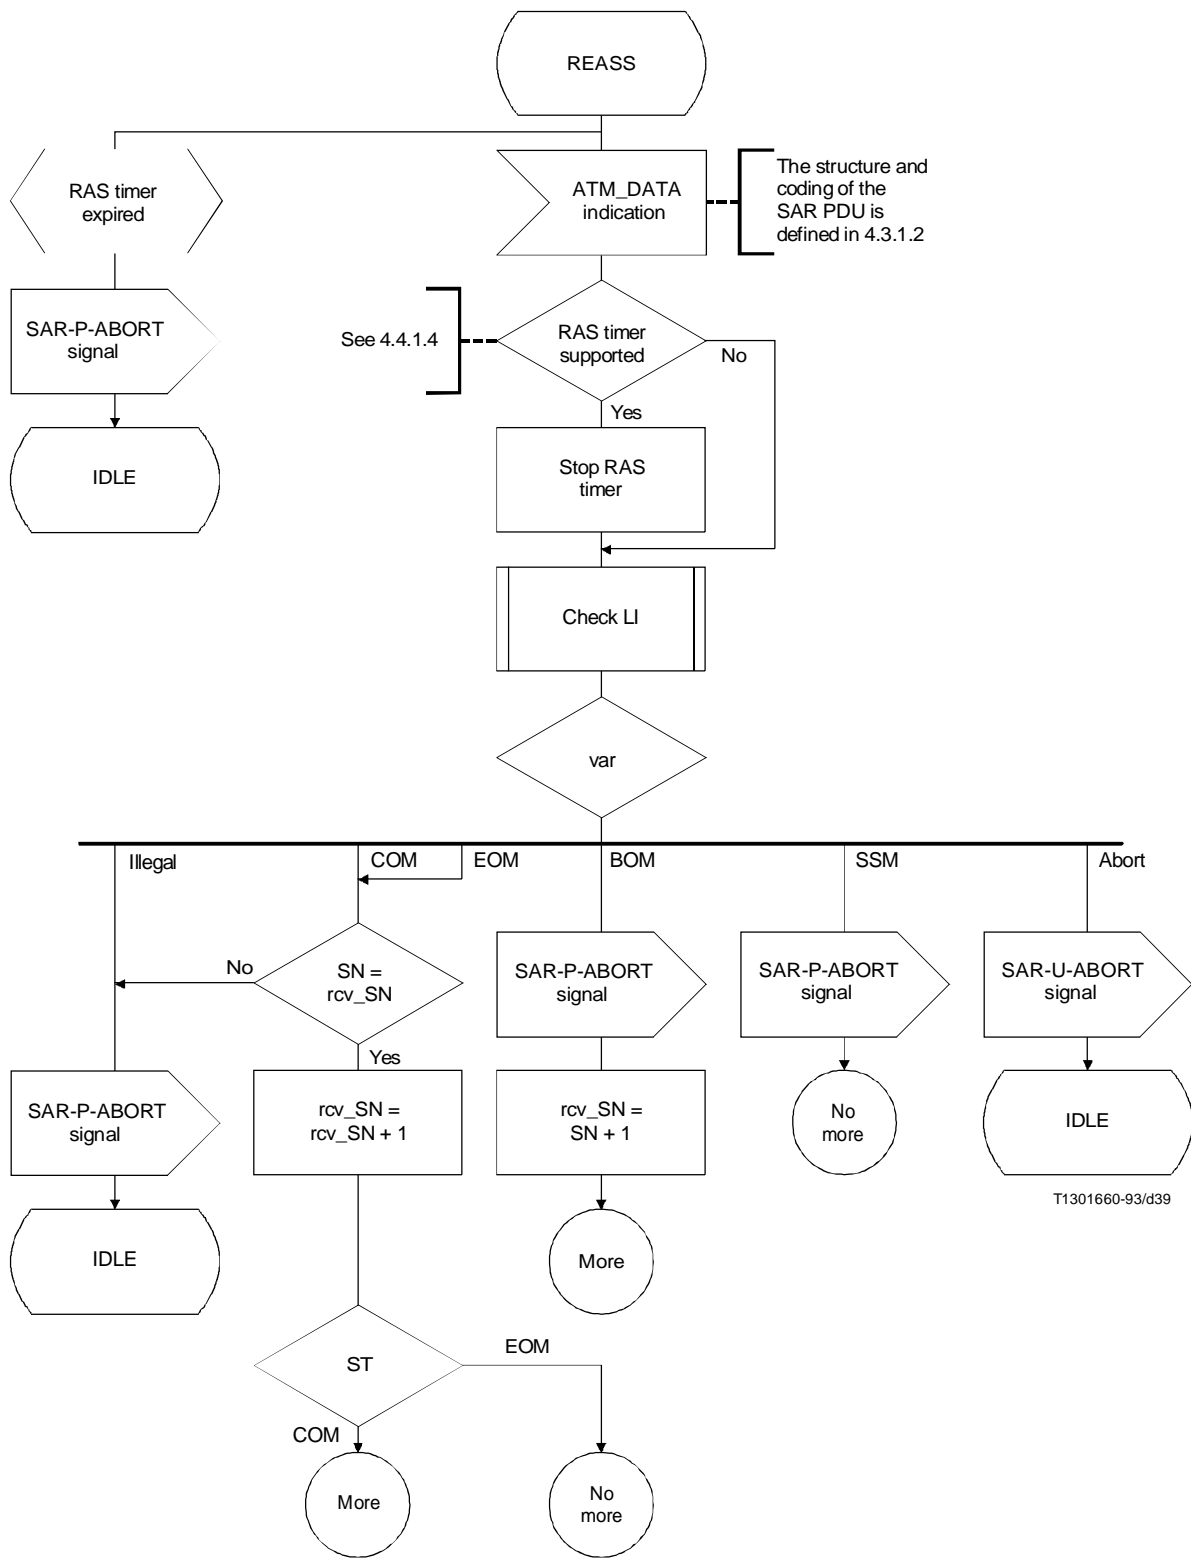 REASS
RAS timer
expired
ATM_DATA
indication
The structure and
coding of the
SAR PDU is
defined in 4.3.1.2
SAR-P-ABORT
signal
See 4.4.1.4
RAS timer
supported
No
Yes
IDLE
Stop RAS
timer
Check LI
var
Illegal
COM
EOM
BOM
SSM
Abort
No
SN =
rcv_SN
SAR-P-ABORT
signal
SAR-P-ABORT
signal
SAR-U-ABORT
signal
Yes
SAR-P-ABORT
signal
rcv_SN =
rcv_SN + 1
rcv_SN =
SN + 1
No
more
IDLE
T1301660-93/d39
IDLE
More
ST
EOM
COM
More
No
more